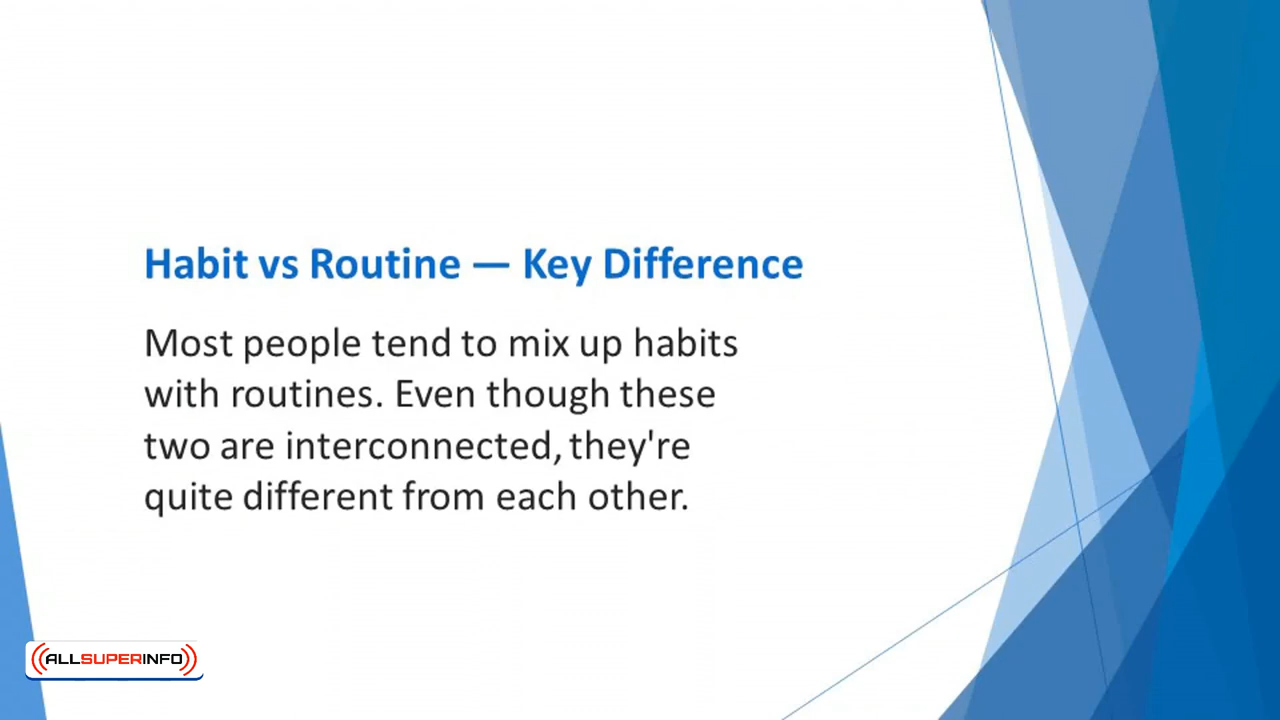 Habit vs Routine — Key Difference
Most people tend to mix up habits
with routines. Even though these
two are interconnected, they're
quite different from each other.
ALLSUPERINFO